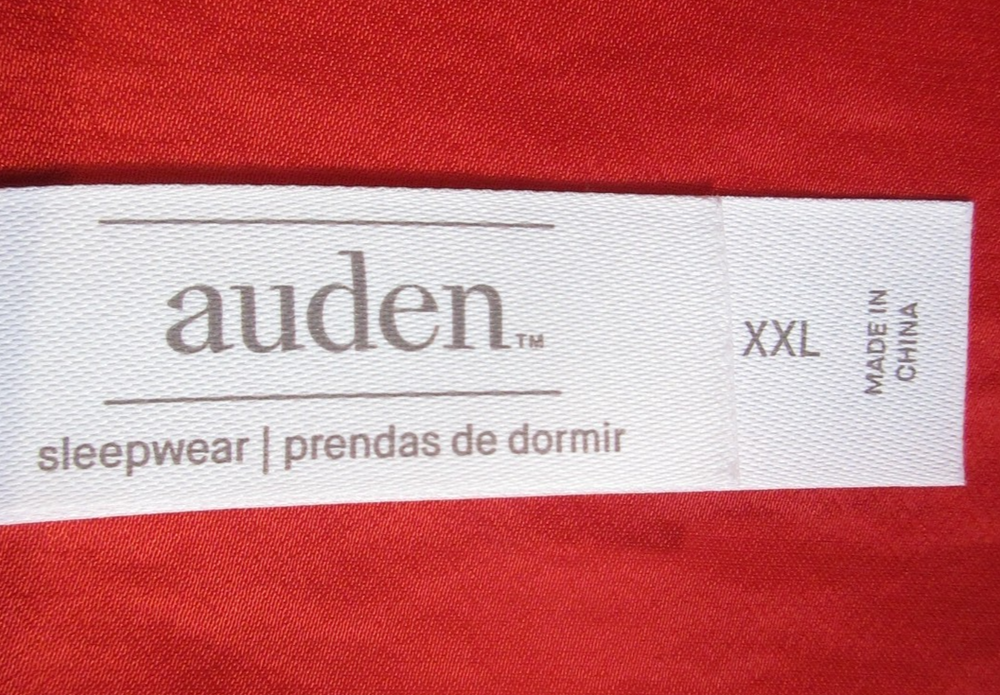 auden™
sleepwear | prendas de dormir
XXL
MADE IN
CHINA